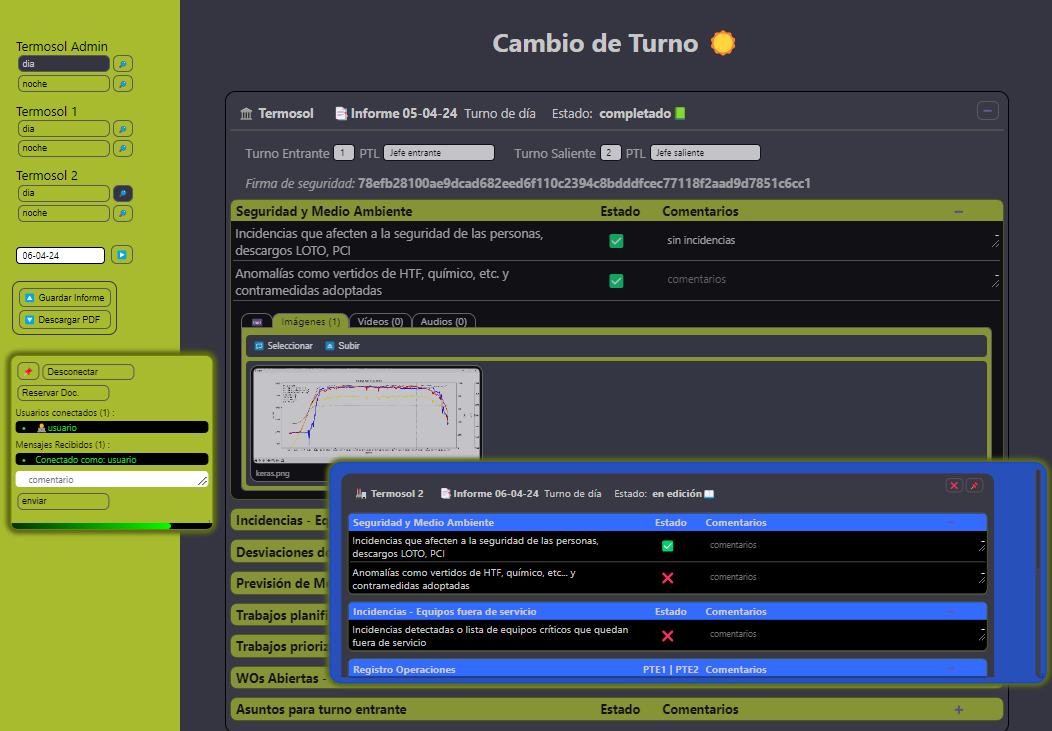 Cambio de Turno
Termosol Admin
dia
noche
Termosol 1
dia
noche
Termosol 2
dia
noche
06-04-24
Guardar Informe
Descargar PDF
Desconectar
Reservar Doc.
Usuarios conectados (1) :
usuario
Mensajes Recibidos (1) :
Conectado como: usuario
comentario
enviar
Termosol Informe 05-04-24 Turno de día Estado: completado
Turno Entrante 1 PTL Jefe entrante Turno Saliente 2 PTL Jefe saliente
Firma de seguridad: 78efb28100ae9dcad682eed6f110c2394c8bdddfcec77118f2aad9d7851c6cc1
Seguridad y Medio Ambiente Estado Comentarios
Incidencias que afecten a la seguridad de las personas,
descargos LOTO, PCI
sin incidencias
Anomalías como vertidos de HTF, químico, etc. y
contramedidas adoptadas
comentarios
Imágenes (1) Vídeos (0) Audios (0)
Seleccionar Subir
keras.png
Incidencias - Eq
Desviaciones de
Previsión de M
Trabajos planifi
Trabajos prioriz
WOs Abiertas -
Asuntos para turno entrante Estado Comentarios
Termosol 2 Informe 06-04-24 Turno de día Estado: en edición
Seguridad y Medio Ambiente Estado Comentarios
Incidencias que afecten a la seguridad de las personas,
descargos LOTO, PCI
comentarios
Anomalías como vertidos de HTF, químico, etc... y
contramedidas adoptadas
comentarios
Incidencias - Equipos fuera de servicio Estado Comentarios
Incidencias detectadas o lista de equipos críticos que quedan
fuera de servicio
comentarios
Registro Operaciones PTE1 | PTE2 Comentarios